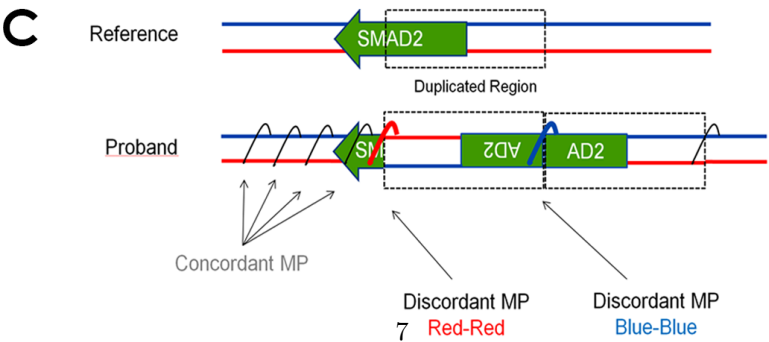 C
Reference
SMAD2
Duplicated Region
Proband
SM
AD2
AD2
Concordant MP
Discordant MP
Red-Red
Discordant MP
Blue-Blue
7